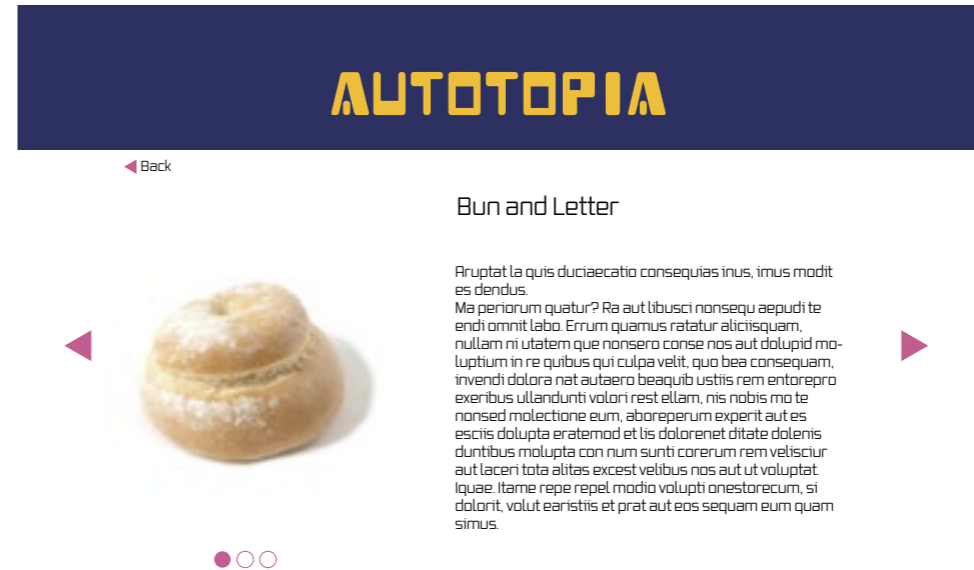 AUTOTOPIA
Back
Bun and Letter
Aruptat la quis duciaecatio consequias inus, imus modit
es dendus.
Ma periorum quatur? Ra aut libusci nonsequ aepudi te
endi omnit labo. Errum quamus ratatur aliciisquam,
nullam ni utatem que nonsero conse nos aut dolupid mo-
luptium in re quibus qui culpa velit, quo bea consequam,
invendi dolora nat autaero beaquib ustiis rem entorepro
exeribus ullandunti volori rest ellam, nis nobis mo te
nonsed molectione eum, aboreperum experit aut es
esciis dolupta eratemod et lis dolorenet ditate dolenis
duntibus molupta con num sunti corerum rem velisciur
aut laceri tota alitas excest velibus nos aut ut voluptat.
Iquae. Itame repe repel modio volupti onestorecum, si
dolorit, volut earistiis et prat aut eos sequam eum quam
simus.